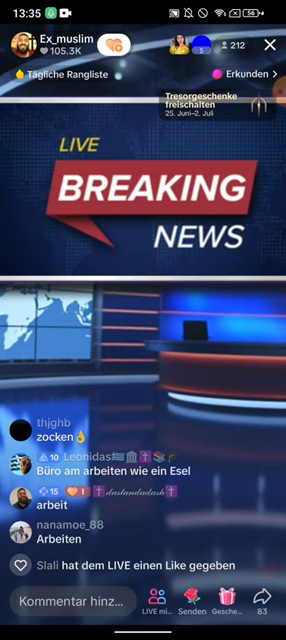 13:35
56
Ex_muslim
105.3K
5
212
Tägliche Rangliste
Erkunden
Tresorgeschenke
freischalten
25. Juni–2. Juli
LIVE
BREAKING
NEWS
thjghb
zocken👌
10 Leonidas🇬🇷🏛️✝️📚
Büro am arbeiten wie ein Esel
15 I ✝️𝒹𝒶𝓈𝓉𝒶𝓃𝒹𝒶𝒹𝒶𝓈𝒽✝️
arbeit
nanamoe_88
Arbeiten
Slali hat dem LIVE einen Like gegeben
Kommentar hinz...
LIVE mi...
Senden
Gesche...
83